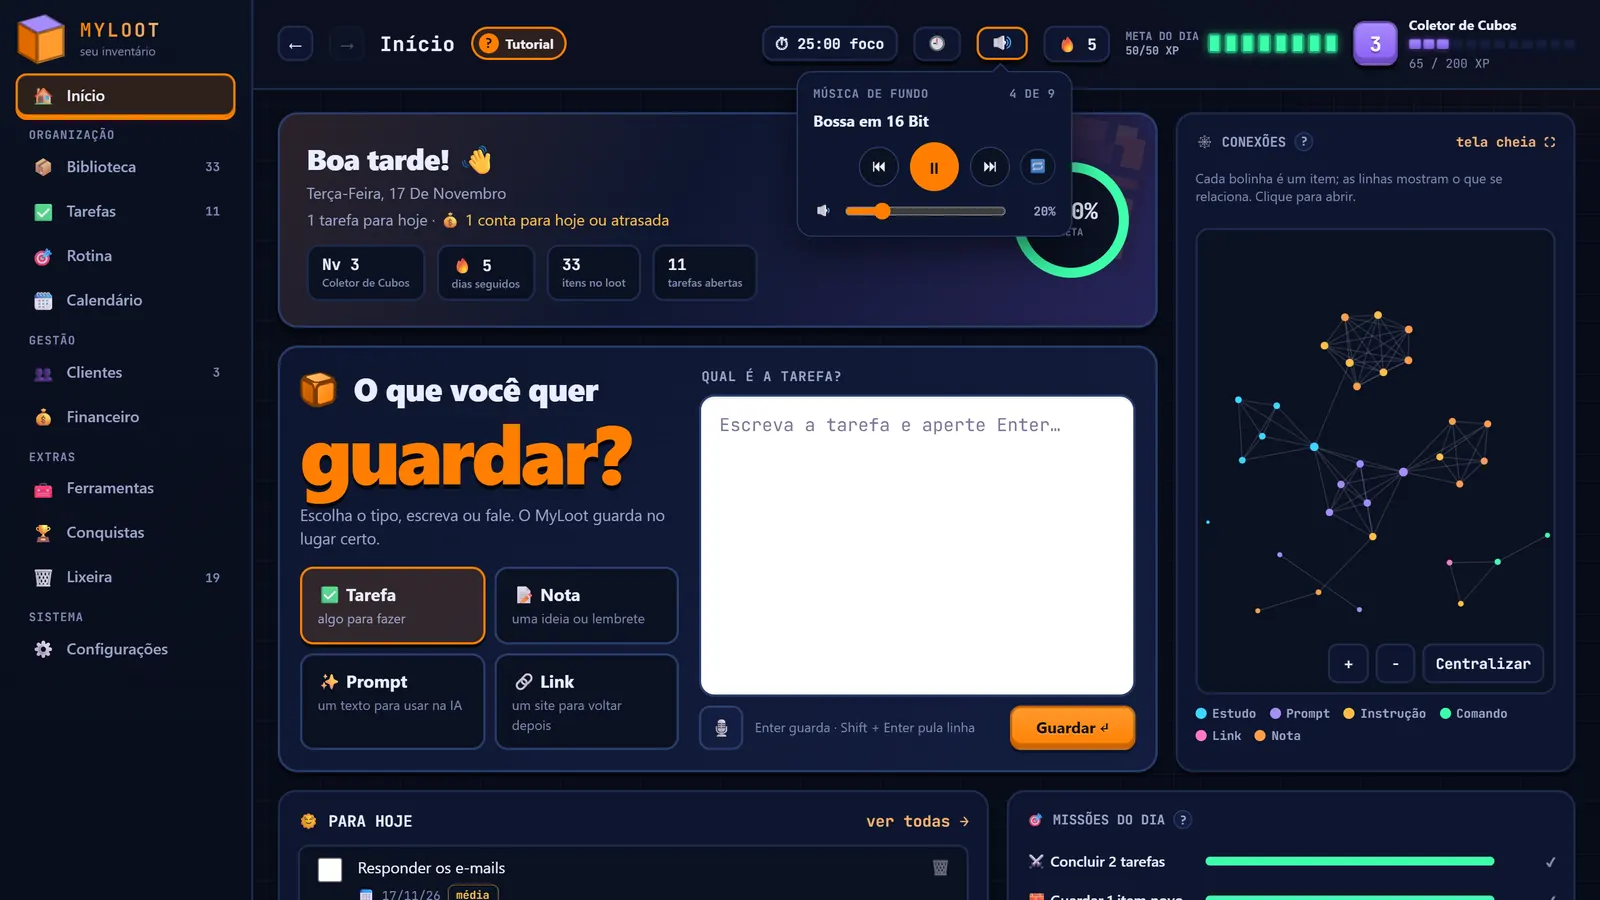 MYLOOT
seu inventário
Início
ORGANIZAÇÃO
Biblioteca 33
Tarefas 11
Rotina
Calendário
GESTÃO
Clientes 3
Financeiro
EXTRAS
Ferramentas
Conquistas
Lixeira 19
SISTEMA
Configurações
← → Início ? Tutorial
25:00 foco
5
META DO DIA
50/50 XP
3
Coletor de Cubos
65 / 200 XP
MÚSICA DE FUNDO 4 DE 9
Bossa em 16 Bit
20%
Boa tarde!
Terça-Feira, 17 De Novembro
1 tarefa para hoje · 1 conta para hoje ou atrasada
Nv 3
Coletor de Cubos
5
dias seguidos
33
itens no loot
11
tarefas abertas
0%
ETA
O que você quer
guardar?
Escolha o tipo, escreva ou fale. O MyLoot guarda no
lugar certo.
Tarefa
algo para fazer
Nota
uma ideia ou lembrete
Prompt
um texto para usar na IA
Link
um site para voltar
depois
QUAL É A TAREFA?
Escreva a tarefa e aperte Enter…
Enter guarda · Shift + Enter pula linha
Guardar ↵
CONEXÕES ? tela cheia
Cada bolinha é um item; as linhas mostram o que se
relaciona. Clique para abrir.
+ - Centralizar
Estudo Prompt Instrução Comando
Link Nota
PARA HOJE ver todas →
Responder os e-mails
17/11/26 média
MISSÕES DO DIA ?
Concluir 2 tarefas ✓
Guardar 1 item novo